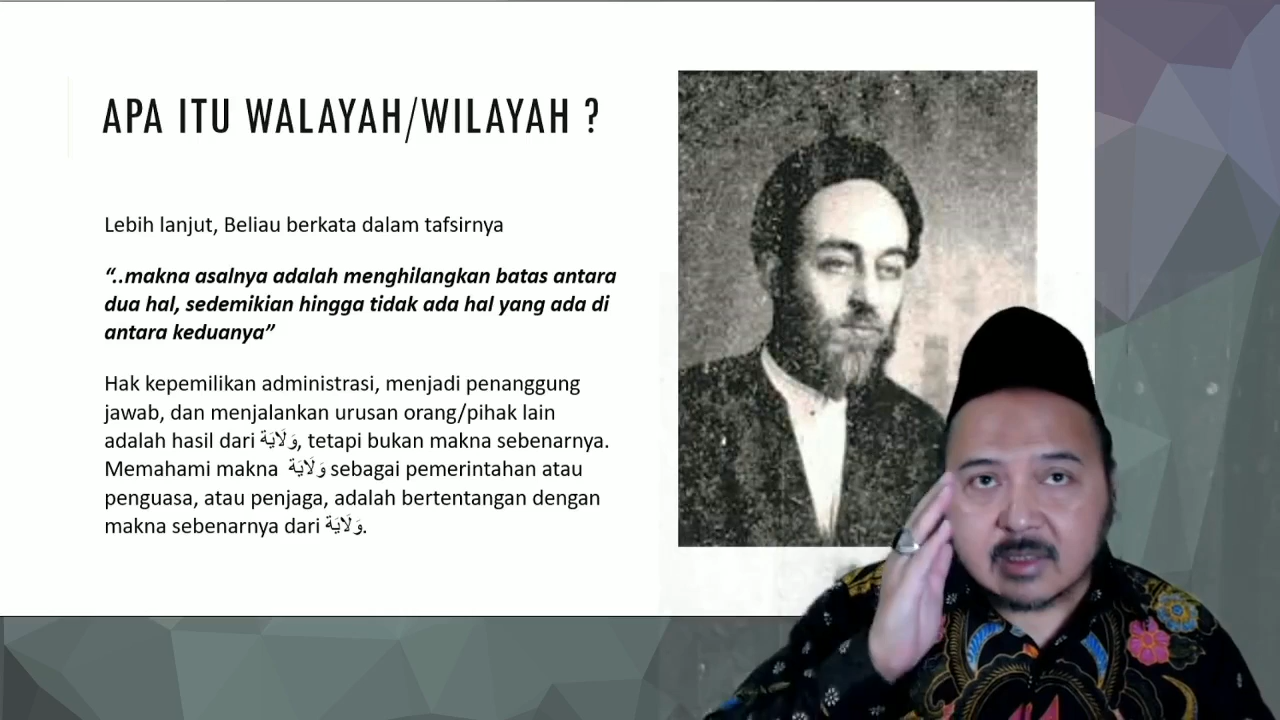 APA ITU WALAYAH/WILAYAH ?
Lebih lanjut, Beliau berkata dalam tafsirnya
“..makna asalnya adalah menghilangkan batas antara
dua hal, sedemikian hingga tidak ada hal yang ada di
antara keduanya”
Hak kepemilikan administrasi, menjadi penanggung
jawab, dan menjalankan urusan orang/pihak lain
adalah hasil dari وَلَايَة, tetapi bukan makna sebenarnya.
Memahami makna وَلَايَة sebagai pemerintahan atau
penguasa, atau penjaga, adalah bertentangan dengan
makna sebenarnya dari وَلَايَة.